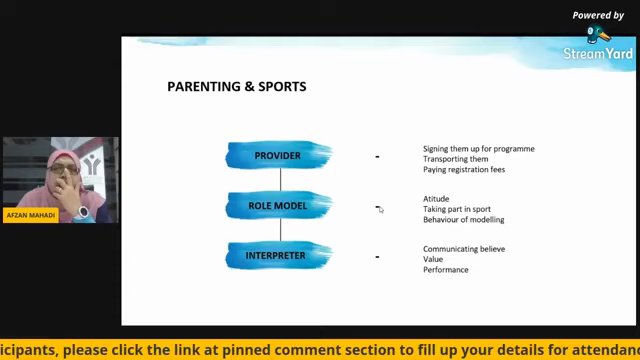 Powered by
StreamYard
PARENTING & SPORTS
PROVIDER
-
Signing them up for programme
Transporting them
Paying registration fees
ROLE MODEL
-
Atitude
Taking part in sport
Behaviour of modelling
INTERPRETER
-
Communicating believe
Value
Performance
AFZAN MAHADI
icipants, please click the link at pinned comment section to fill up your details for attendanc